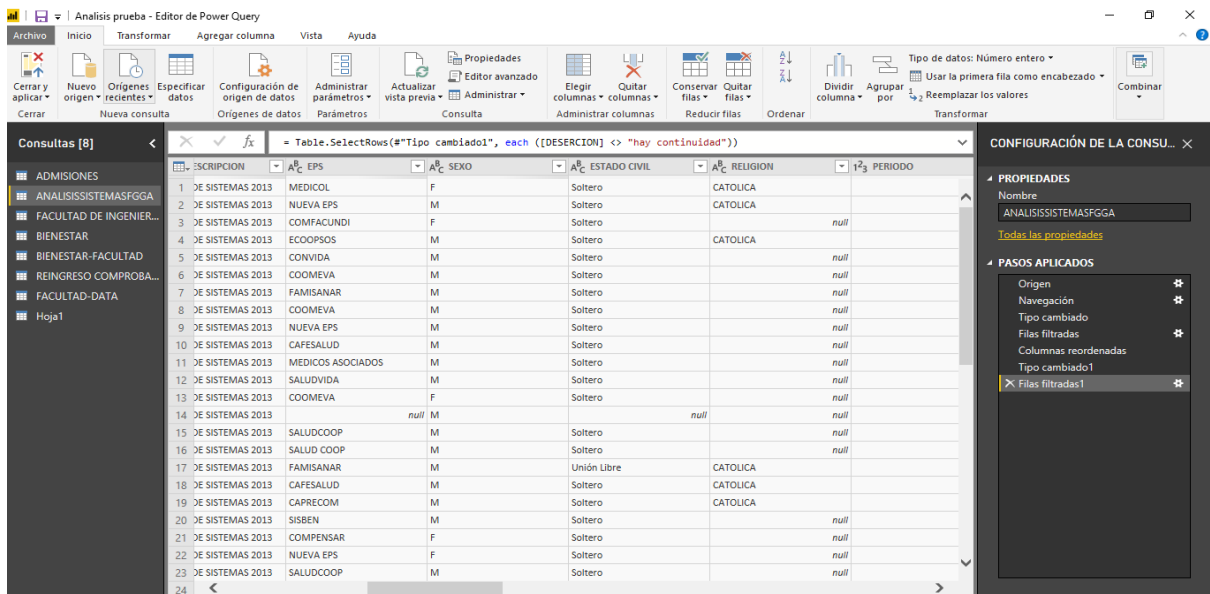 Analisis prueba - Editor de Power Query
Archivo Inicio Transformar Agregar columna Vista Ayuda
Cerrar y aplicar
Nuevo origen
Orígenes recientes
Especificar datos
Configuración de origen de datos
Administrar parámetros
Actualizar vista previa
Propiedades
Editor avanzado
Administrar
Elegir columnas
Quitar columnas
Conservar filas
Quitar filas
Dividir columna
Agrupar por
Tipo de datos: Número entero
Usar la primera fila como encabezado
Reemplazar los valores
Combinar
Cerrar Nueva consulta Orígenes de datos Parámetros Consulta Administrar columnas Reducir filas Ordenar Transformar
Consultas [8]
ADMISIONES
ANALISISSISTEMASFGGA
FACULTAD DE INGENIER...
BIENESTAR
BIENESTAR-FACULTAD
REINGRESO COMPROBA...
FACULTAD-DATA
Hoja1
fx = Table.SelectRows(#"Tipo cambiado1", each ([DESERCION] <> "hay continuidad"))
ESCRIPCION ABC EPS ABC SEXO ABC ESTADO CIVIL ABC RELIGION 123 PERIODO
1 DE SISTEMAS 2013 MEDICOL F Soltero CATOLICA
2 DE SISTEMAS 2013 NUEVA EPS M Soltero CATOLICA
3 DE SISTEMAS 2013 COMFACUNDI F Soltero null
4 DE SISTEMAS 2013 ECOOPSOS M Soltero CATOLICA
5 DE SISTEMAS 2013 CONVIDA M Soltero null
6 DE SISTEMAS 2013 COOMEVA M Soltero null
7 DE SISTEMAS 2013 FAMISANAR M Soltero null
8 DE SISTEMAS 2013 COOMEVA M Soltero null
9 DE SISTEMAS 2013 NUEVA EPS M Soltero null
10 DE SISTEMAS 2013 CAFESALUD M Soltero null
11 DE SISTEMAS 2013 MEDICOS ASOCIADOS M Soltero null
12 DE SISTEMAS 2013 SALUDVIDA M Soltero null
13 DE SISTEMAS 2013 COOMEVA F Soltero null
14 DE SISTEMAS 2013 null M null null
15 DE SISTEMAS 2013 SALUDCOOP M Soltero null
16 DE SISTEMAS 2013 SALUD COOP M Soltero null
17 DE SISTEMAS 2013 FAMISANAR M Unión Libre CATOLICA
18 DE SISTEMAS 2013 CAFESALUD M Soltero CATOLICA
19 DE SISTEMAS 2013 CAPRECOM M Soltero CATOLICA
20 DE SISTEMAS 2013 SISBEN M Soltero null
21 DE SISTEMAS 2013 COMPENSAR F Soltero null
22 DE SISTEMAS 2013 NUEVA EPS F Soltero null
23 DE SISTEMAS 2013 SALUDCOOP M Soltero null
24
CONFIGURACIÓN DE LA CONSU...
PROPIEDADES
Nombre
ANALISISSISTEMASFGGA
Todas las propiedades
PASOS APLICADOS
Origen
Navegación
Tipo cambiado
Filas filtradas
Columnas reordenadas
Tipo cambiado1
Filas filtradas1